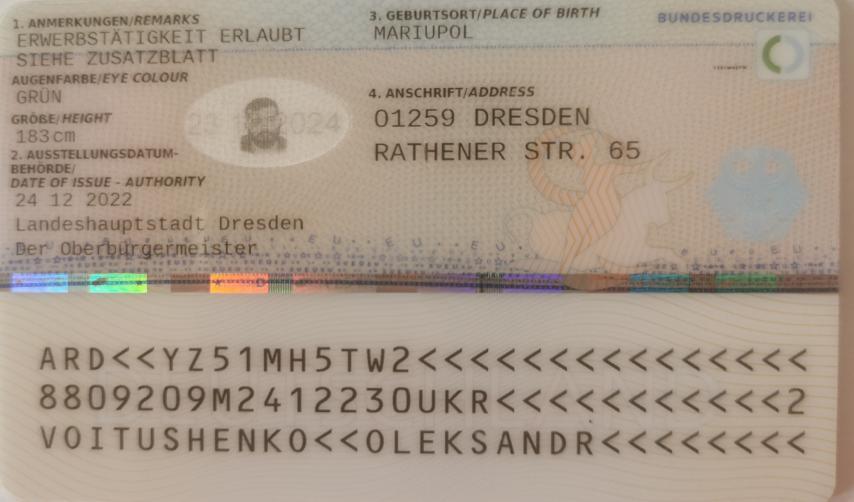 1. ANMERKUNGEN/REMARKS
ERWERBSTÄTIGKEIT ERLAUBT
SIEHE ZUSATZBLATT
AUGENFARBE/EYE COLOUR
GRÜN
GRÖßE/HEIGHT
183cm
2. AUSSTELLUNGSDATUM-
BEHÖRDE/
DATE OF ISSUE - AUTHORITY
24 12 2022
Landeshauptstadt Dresden
Der Oberbürgermeister
23 12 2024
3. GEBURTSORT/PLACE OF BIRTH
MARIUPOL
BUNDESDRUCKEREI
4. ANSCHRIFT/ADDRESS
01259 DRESDEN
RATHENER STR. 65
ARD<<YZ51MH5TW2<<<<<<<<<<<<<<<
8809209M2412230UKR<<<<<<<<<<<2
VOITUSHENKO<<OLEKSANDR<<<<<<<<